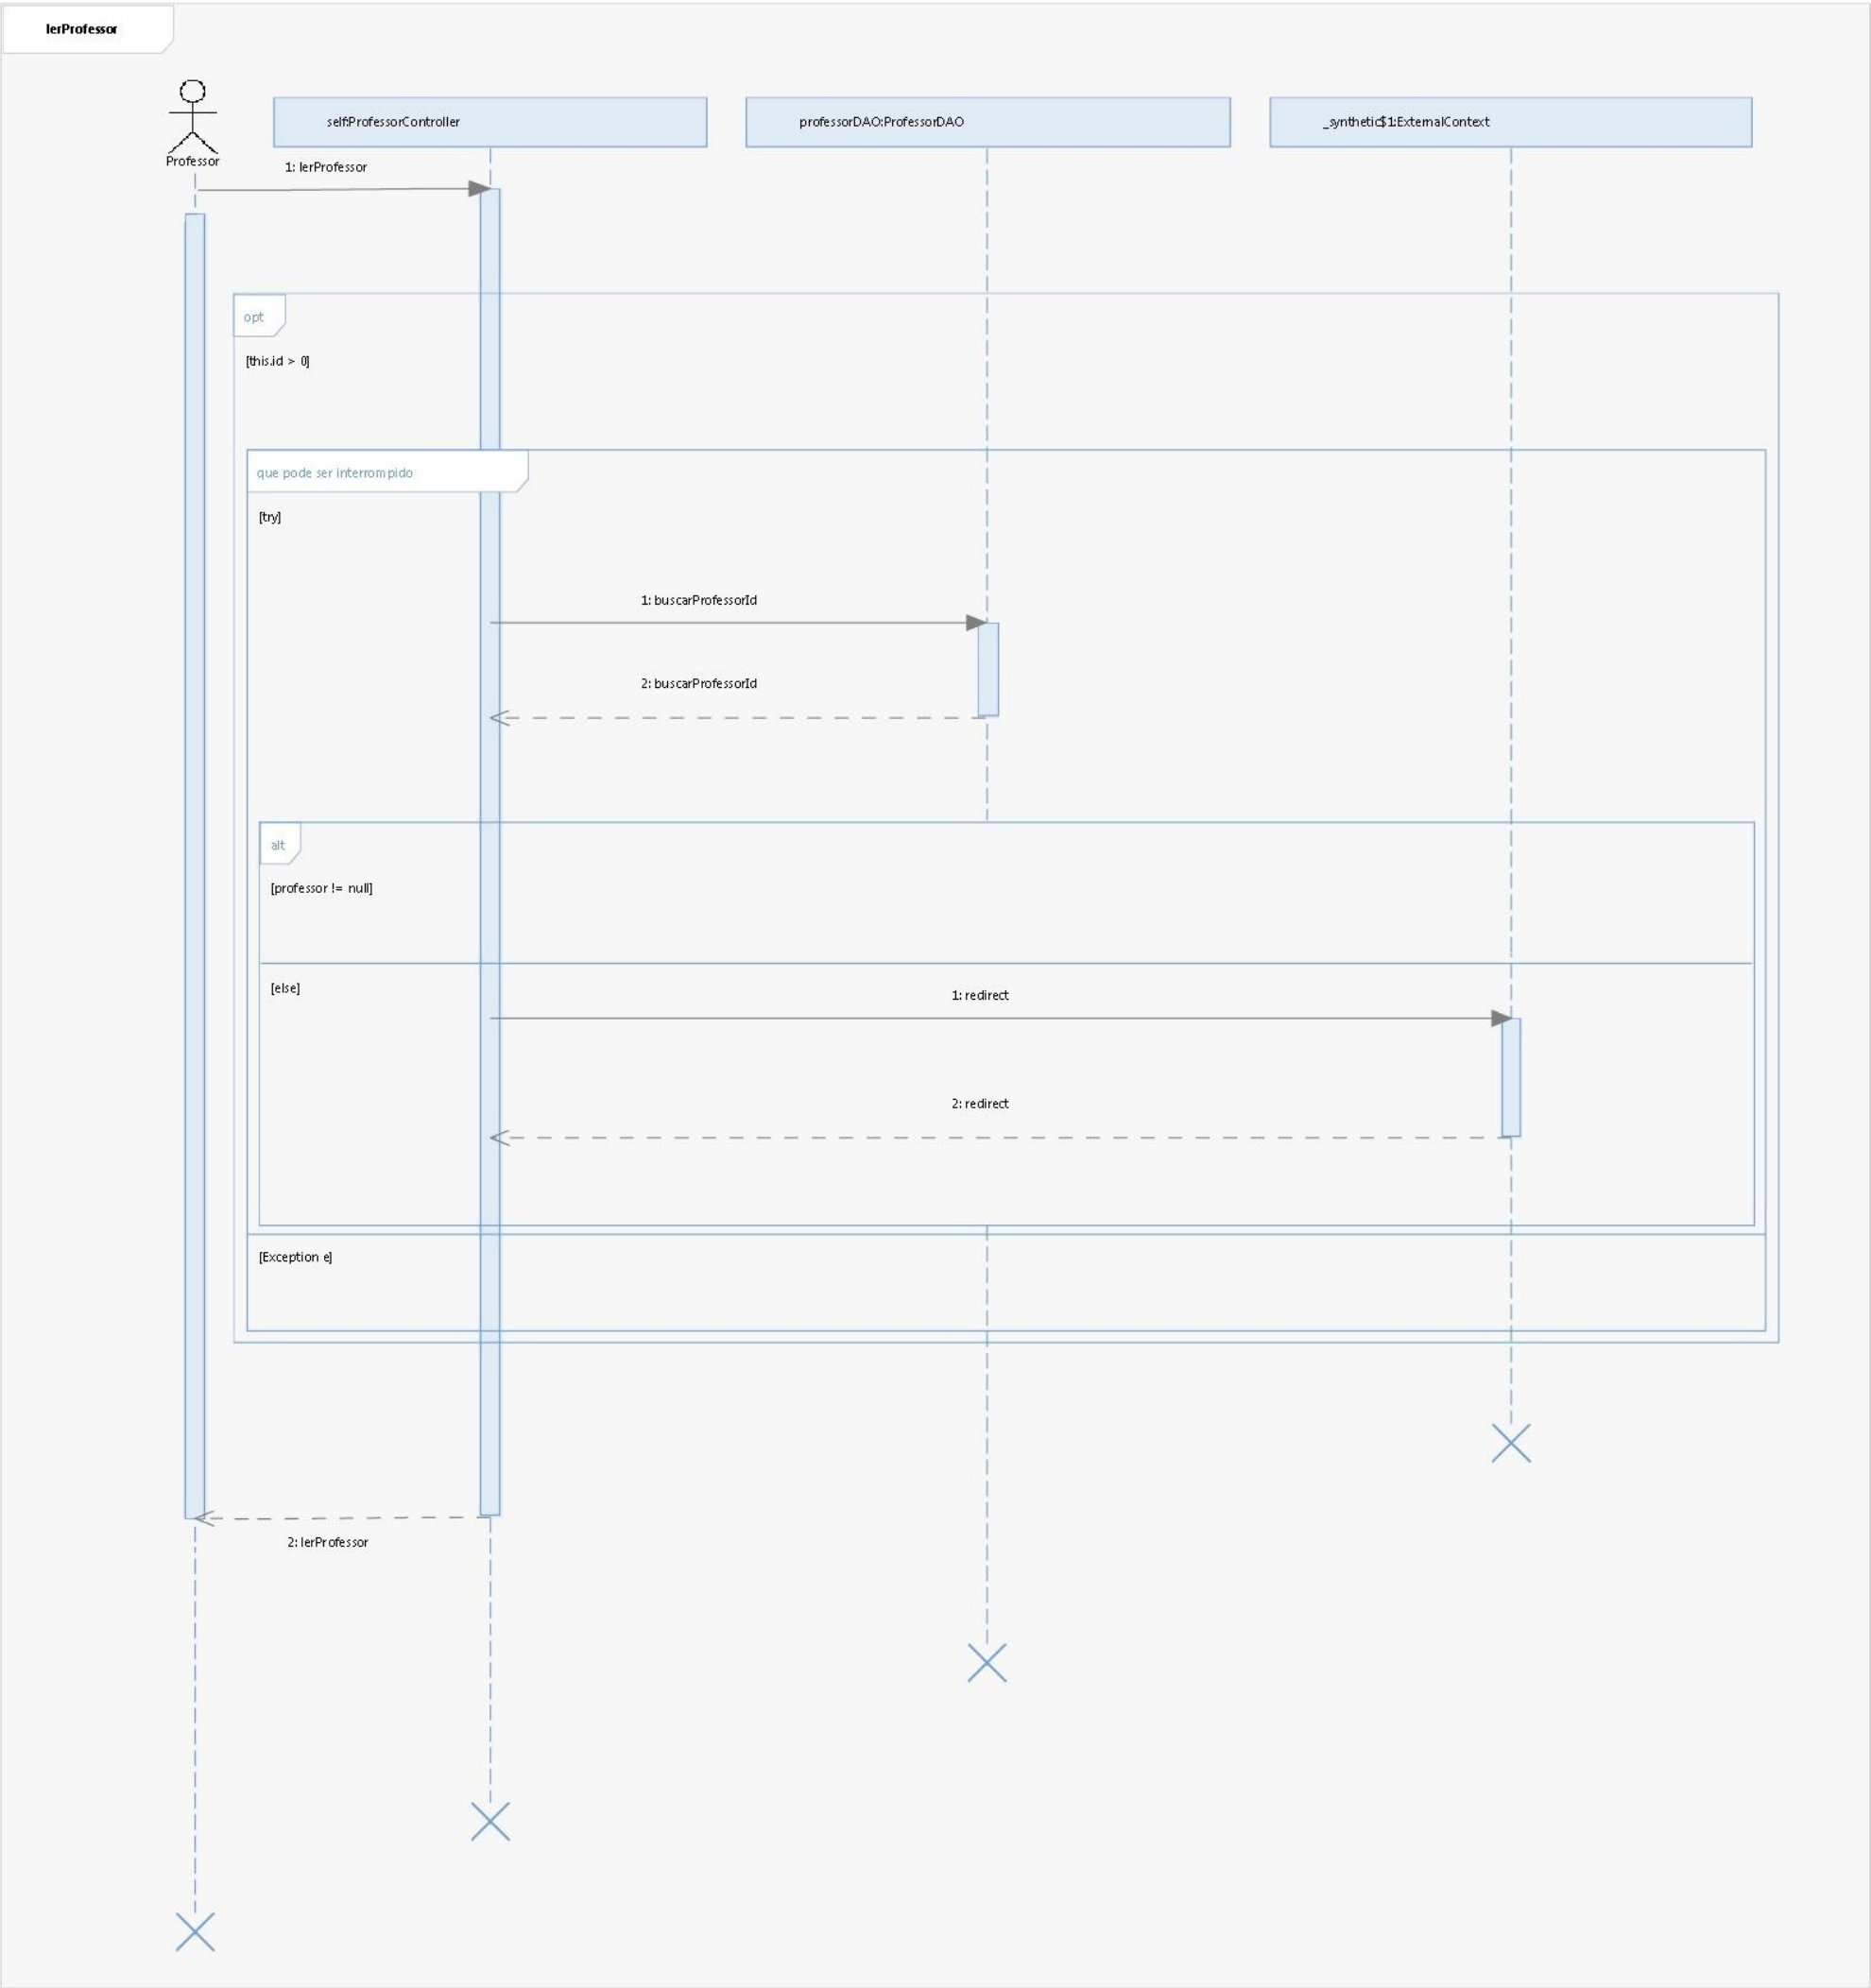 lerProfessor
Professor
self:ProfessorController
professorDAO:ProfessorDAO
_synthetic$1:ExternalContext
1: lerProfessor
opt
[this.id > 0]
que pode ser interrompido
[try]
1: buscarProfessorId
2: buscarProfessorId
alt
[professor != null]
[else]
1: redirect
2: redirect
[Exception e]
2: lerProfessor